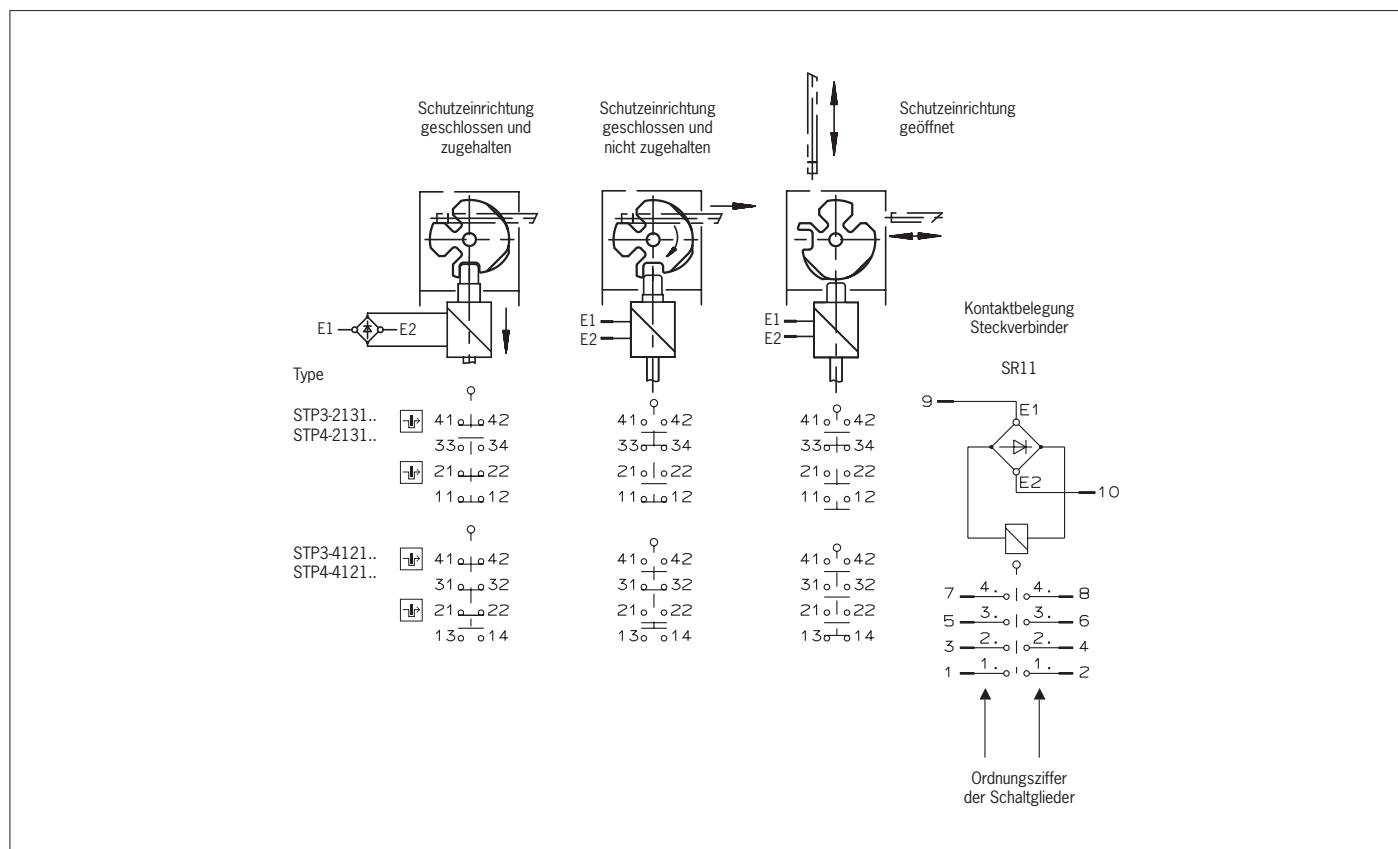 Schutzeinrichtung
geschlossen und
zugehalten
Schutzeinrichtung
geschlossen und
nicht zugehalten
Schutzeinrichtung
geöffnet
E1 E2
E1
E2
E1
E2
Kontaktbelegung
Steckverbinder
SR11
Type
STP3-2131..
STP4-2131..
41 42
33 34
21 22
11 12
41 42
33 34
21 22
11 12
41 42
33 34
21 22
11 12
STP3-4121..
STP4-4121..
41 42
31 32
21 22
13 14
41 42
31 32
21 22
13 14
41 42
31 32
21 22
13 14
9
E1
E2
10
7 4. 4. 8
5 3. 3. 6
3 2. 2. 4
1 1. 1. 2
Ordnungsziffer
der Schaltglieder